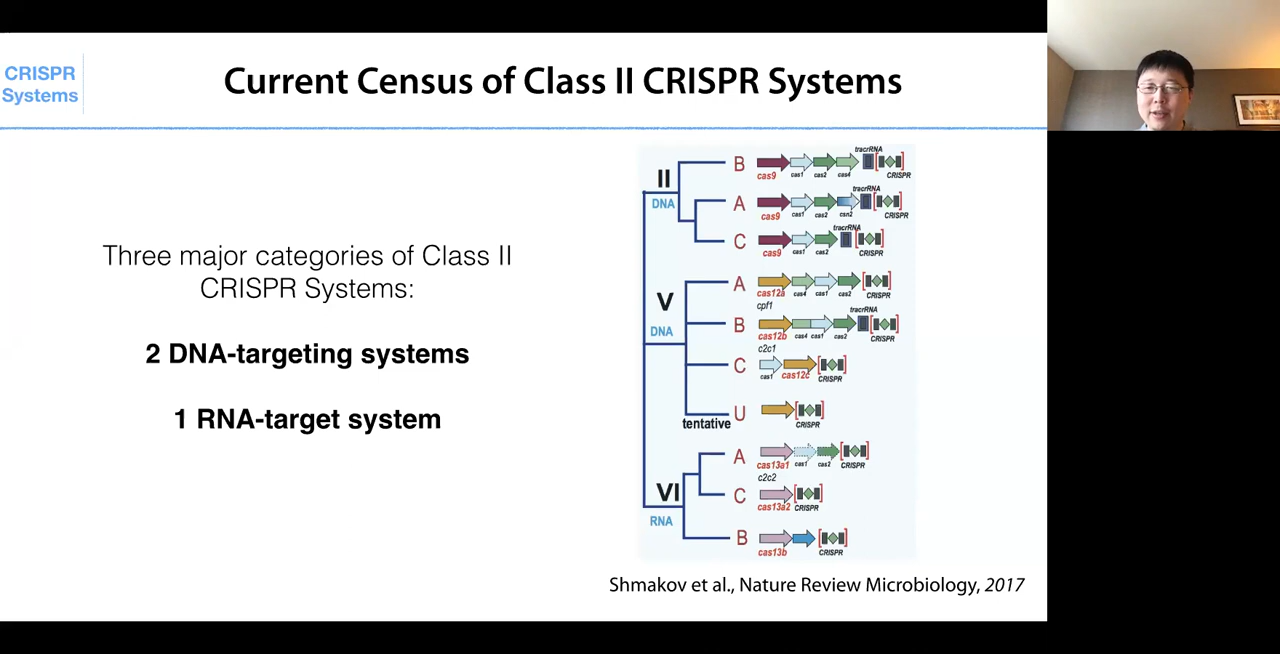 CRISPR
Systems
Current Census of Class II CRISPR Systems
Three major categories of Class II
CRISPR Systems:
2 DNA-targeting systems
1 RNA-target system
II
DNA
B
cas9
cas1
cas2
cas4
tracrRNA
CRISPR
A
cas9
cas1
cas2
csn2
tracrRNA
CRISPR
C
cas9
cas1
cas2
tracrRNA
CRISPR
V
DNA
A
cas12a
cas4
cas1
cas2
CRISPR
cpf1
B
cas12b
cas4
cas1
cas2
tracrRNA
CRISPR
c2c1
C
cas1
cas12c
CRISPR
tentative
U
CRISPR
VI
RNA
A
cas13a1
cas1
cas2
CRISPR
c2c2
C
cas13a2
CRISPR
B
cas13b
CRISPR
Shmakov et al., Nature Review Microbiology, 2017